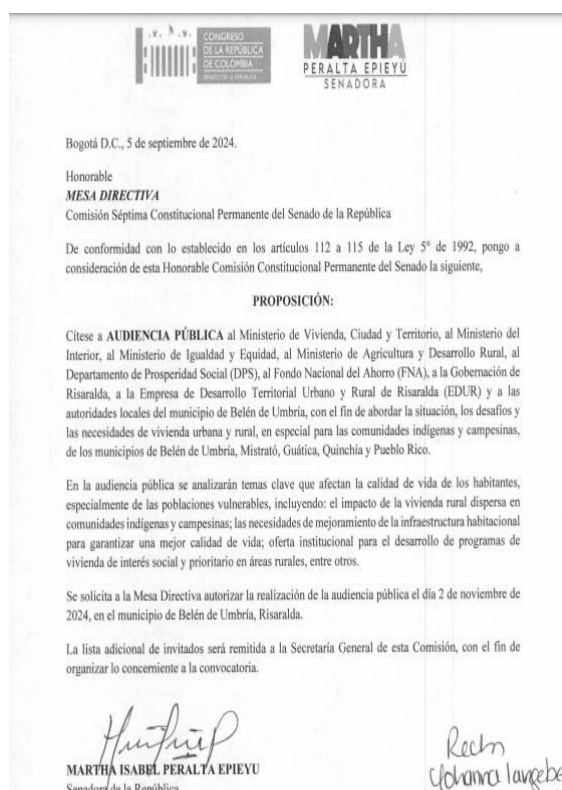 CONGRESO
DE LA REPÚBLICA
DE COLOMBIA
MARTHA
PERALTA EPIEYÚ
SENADORA
Bogotá D.C., 5 de septiembre de 2024.
Honorable
MESA DIRECTIVA
Comisión Séptima Constitucional Permanente del Senado de la República
De conformidad con lo establecido en los artículos 112 a 115 de la Ley 5° de 1992, pongo a
consideración de esta Honorable Comisión Constitucional Permanente del Senado la siguiente,
PROPOSICIÓN:
Cítese a AUDIENCIA PÚBLICA al Ministerio de Vivienda, Ciudad y Territorio, al Ministerio del
Interior, al Ministerio de Igualdad y Equidad, al Ministerio de Agricultura y Desarrollo Rural, al
Departamento de Prosperidad Social (DPS), al Fondo Nacional del Ahorro (FNA), a la Gobernación de
Risaralda, a la Empresa de Desarrollo Territorial Urbano y Rural de Risaralda (EDUR) y a las
autoridades locales del municipio de Belén de Umbría, con el fin de abordar la situación, los desafíos y
las necesidades de vivienda urbana y rural, en especial para las comunidades indígenas y campesinas,
de los municipios de Belén de Umbría, Mistrató, Guática, Quinchía y Pueblo Rico.
En la audiencia pública se analizarán temas clave que afectan la calidad de vida de los habitantes,
especialmente de las poblaciones vulnerables, incluyendo: el impacto de la vivienda rural dispersa en
comunidades indígenas y campesinas; las necesidades de mejoramiento de la infraestructura habitacional
para garantizar una mejor calidad de vida; oferta institucional para el desarrollo de programas de
vivienda de interés social y prioritario en áreas rurales, entre otros.
Se solicita a la Mesa Directiva autorizar la realización de la audiencia pública el día 2 de noviembre de
2024, en el municipio de Belén de Umbría, Risaralda.
La lista adicional de invitados será remitida a la Secretaría General de esta Comisión, con el fin de
organizar lo concerniente a la convocatoria.
MARTHA ISABEL PERALTA EPIEYU
Senadora de la República